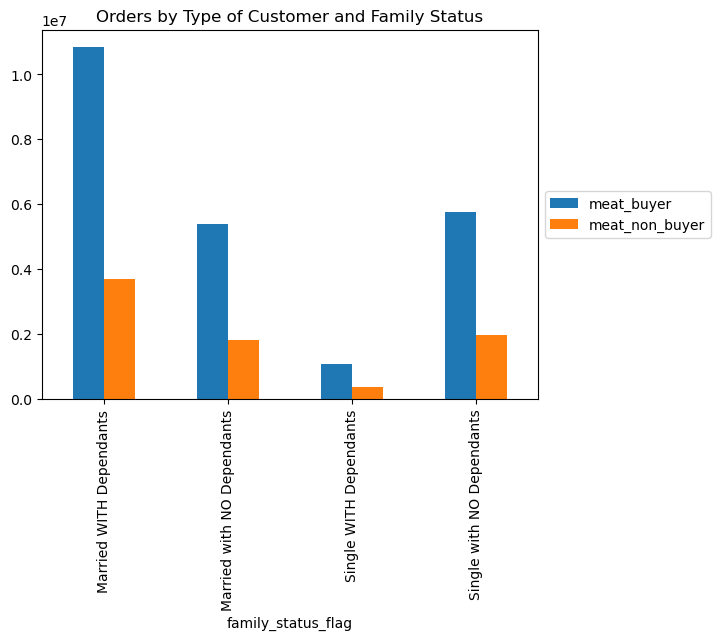 Orders by Type of Customer and Family Status
1e7
1.0
0.8
0.6
0.4
0.2
0.0
meat_buyer
meat_non_buyer
Married WITH Dependants
Married with NO Dependants
Single WITH Dependants
Single with NO Dependants
family_status_flag